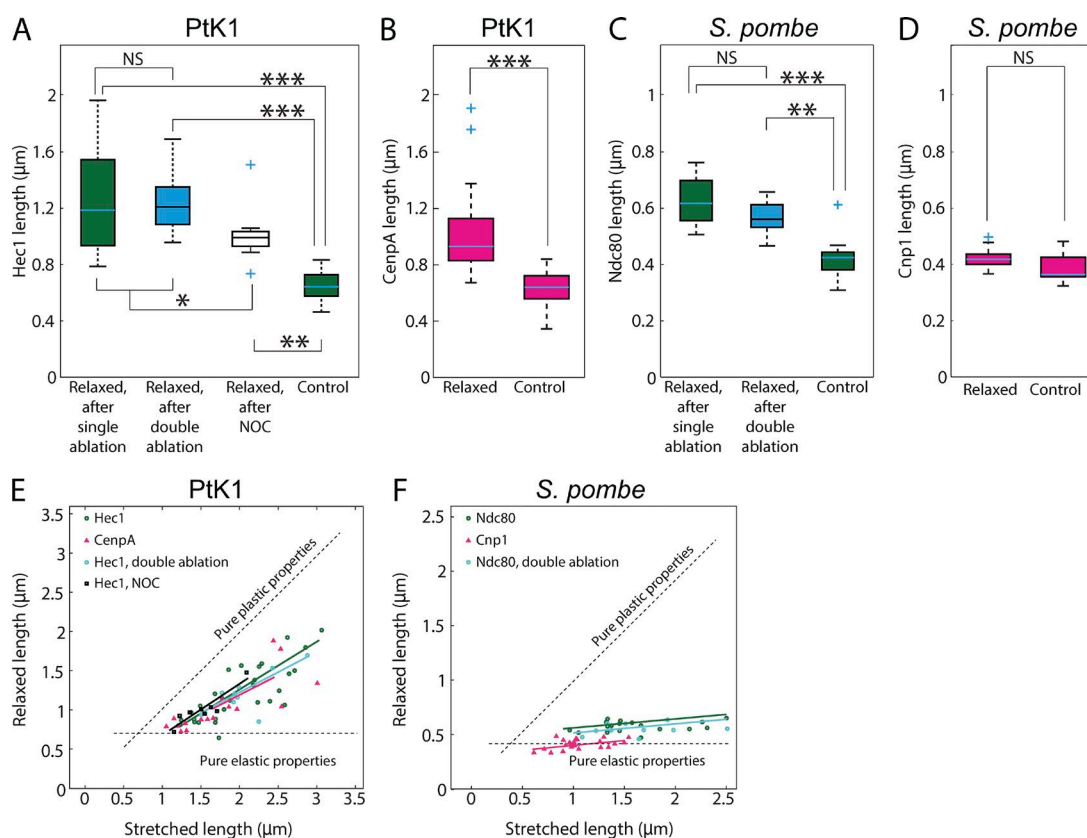 A
PtK1
Hec1 length (μm)
2
1.6
1.2
0.8
0.4
0
NS
***
***
*
**
Relaxed,
after
single
ablation
Relaxed,
after
double
ablation
Relaxed,
after
NOC
Control
B
PtK1
CenpA length (μm)
2
1.6
1.2
0.8
0.4
0
***
Relaxed
Control
C
S. pombe
Ndc80 length (μm)
1
0.8
0.6
0.4
0.2
0
NS
***
**
Relaxed,
after
single
ablation
Relaxed,
after
double
ablation
Control
D
S. pombe
Cnp1 length (μm)
1
0.8
0.6
0.4
0.2
0
NS
Relaxed
Control
E
PtK1
Relaxed length (μm)
3.5
3
2.5
2
1.5
1
0.5
0
Hec1
CenpA
Hec1, double ablation
Hec1, NOC
Pure plastic properties
Pure elastic properties
0
0.5
1
1.5
2
2.5
3
3.5
Stretched length (μm)
F
S. pombe
Relaxed length (μm)
2.5
2
1.5
1
0.5
0
Ndc80
Cnp1
Ndc80, double ablation
Pure plastic properties
Pure elastic properties
0
0.5
1
1.5
2
2.5
Stretched length (μm)